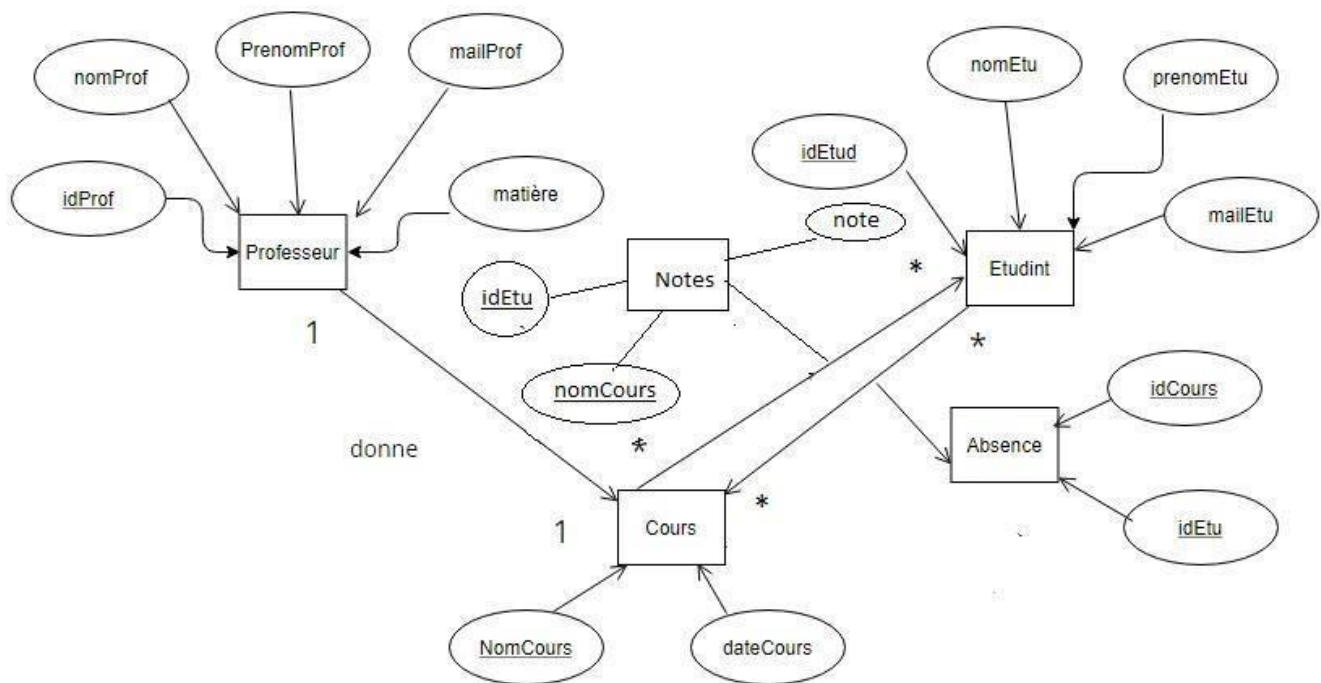 PrenomProf
mailProf
nomProf
nomEtu
prenomEtu
idEtud
idProf
matière
note
mailEtu
Professeur
Notes
*
Etudint
idEtu
1
*
nomCours
idCours
*
donne
Absence
*
1
Cours
idEtu
NomCours
dateCours